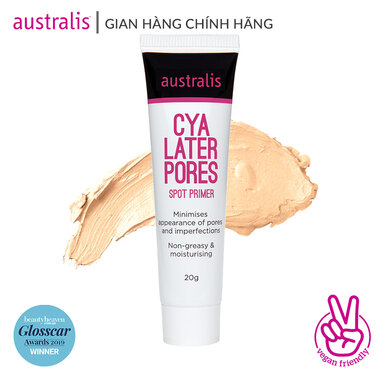 australis | GIAN HÀNG CHÍNH HÃNG
australis
CYA
LATER
PORES
SPOT PRIMER
Minimises
appearance of pores
and imperfections
Non-greasy &
moisturising
20g
beautyheaven
Glosscar
Awards 2019
WINNER
vegan friendly